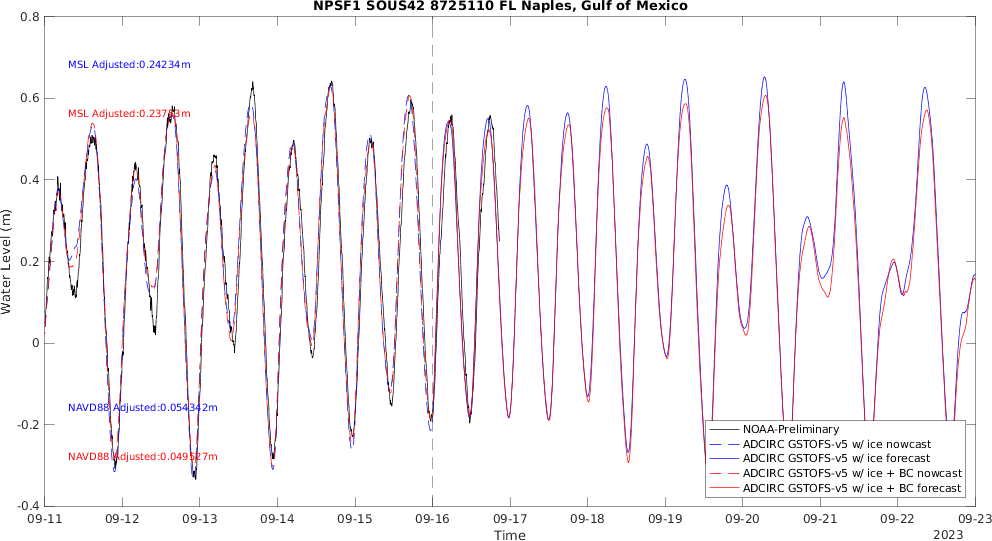 NPSF1 SOUS42 8725110 FL Naples, Gulf of Mexico
0.8
MSL Adjusted:0.24234m
0.6
MSL Adjusted:
0.4
Water Level (m)
0.2
0
NAVD88 Adjusted:0.054342m
-0.2
NOAA-Preliminary
ADCIRC GSTOFS-v5 w/ ice nowcast
NAVD88 Adjusted:0.049527m
ADCIRC GSTOFS-v5 w/ ice forecast
ADCIRC GSTOFS-v5 w/ ice + BC nowcast
ADCIRC GSTOFS-v5 w/ ice + BC forecast
-0.4
09-11 09-12 09-13 09-14 09-15 09-16 09-17 09-18 09-19 09-20 09-21 09-22 09-23
Time
2023